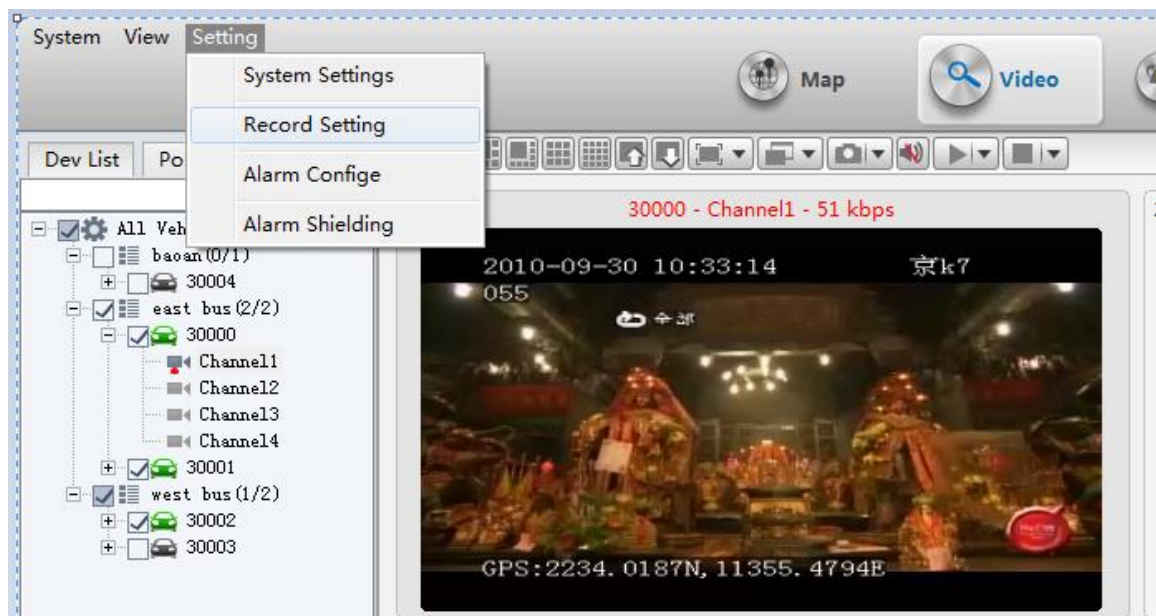 System View Setting
System Settings
Record Setting
Alarm Confige
Alarm Shielding
Map
Video
Dev List
Po
All Veh
baoan(0/1)
30004
east bus(2/2)
30000
Channel1
Channel2
Channel3
Channel4
30001
west bus(1/2)
30002
30003
30000 - Channel1 - 51 kbps
2010-09-30 10:33:14 京k7
055
全部
GPS:2234.0187N,11355.4794E